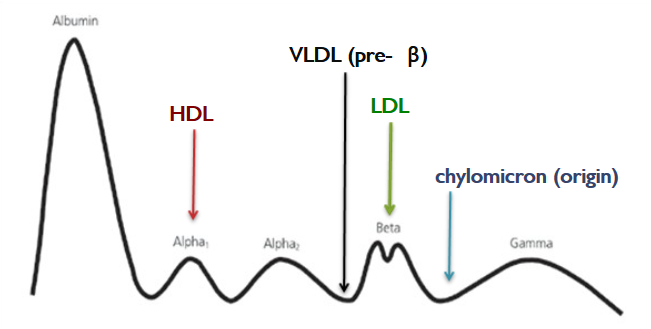 Albumin
VLDL (pre- β)
HDL
LDL
chylomicron (origin)
Alpha₁
Alpha₂
Beta
Gamma